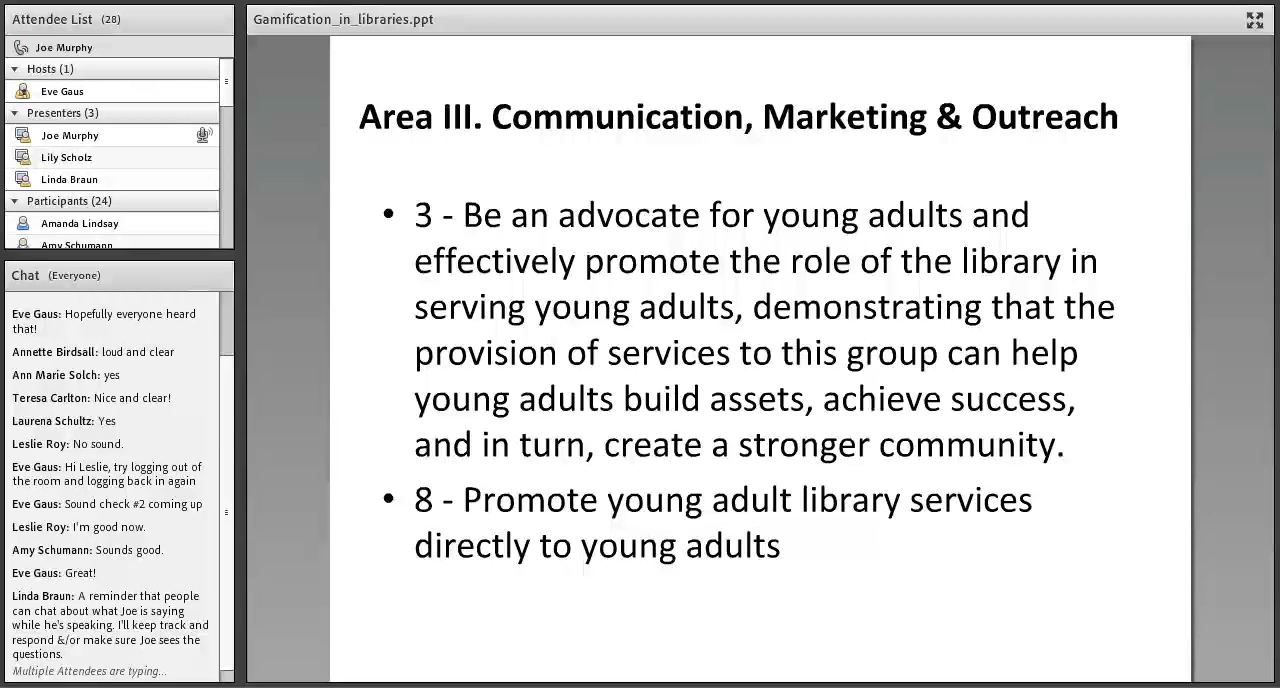 Attendee List (28)
Joe Murphy
Hosts (1)
Eve Gaus
Presenters (3)
Joe Murphy
Lily Scholz
Linda Braun
Participants (24)
Amanda Lindsay
Amy Schumann
Chat (Everyone)
Eve Gaus: Hopefully everyone heard
that!
Annette Birdsall: loud and clear
Ann Marie Solch: yes
Teresa Carlton: Nice and clear!
Laurena Schultz: Yes
Leslie Roy: No sound.
Eve Gaus: Hi Leslie, try logging out of
the room and logging back in again
Eve Gaus: Sound check #2 coming up
Leslie Roy: I'm good now.
Amy Schumann: Sounds good.
Eve Gaus: Great!
Linda Braun: A reminder that people
can chat about what Joe is saying
while he's speaking. I'll keep track and
respond &/or make sure Joe sees the
questions.
Multiple Attendees are typing...
Gamification_in_libraries.ppt
Area III. Communication, Marketing & Outreach
• 3 - Be an advocate for young adults and
effectively promote the role of the library in
serving young adults, demonstrating that the
provision of services to this group can help
young adults build assets, achieve success,
and in turn, create a stronger community.
• 8 - Promote young adult library services
directly to young adults